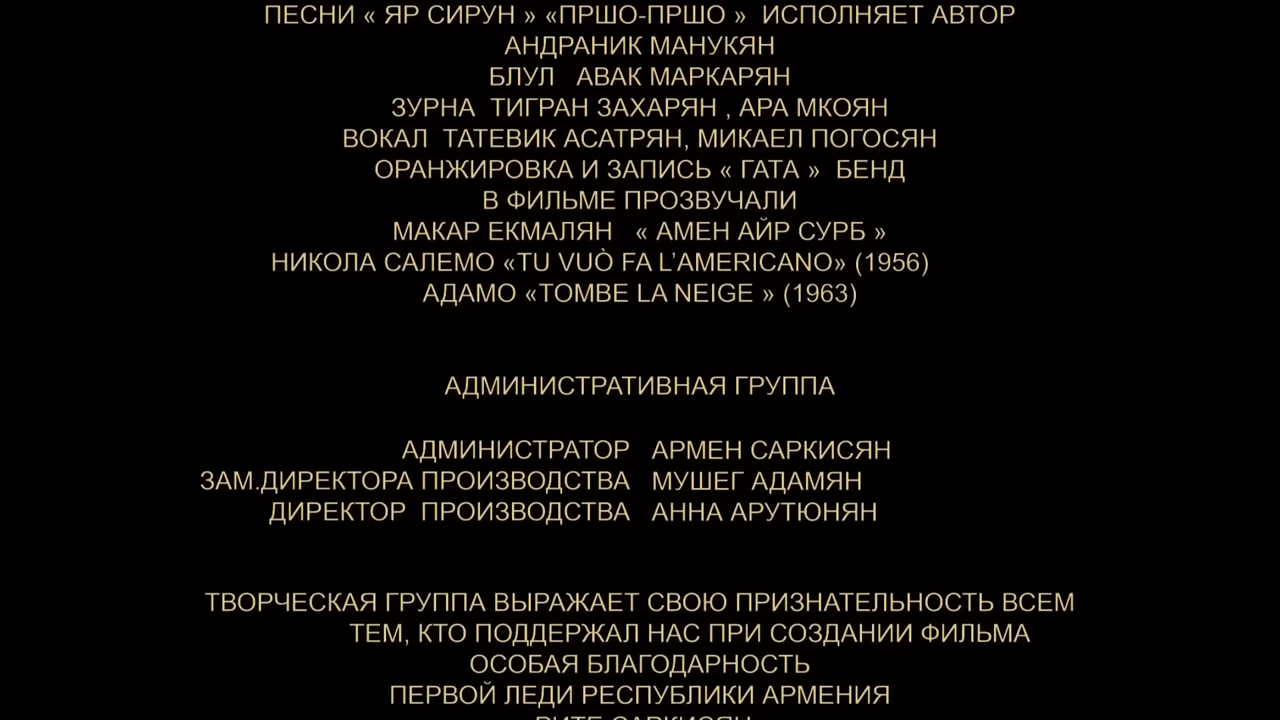 ПЕСНИ « ЯР СИРУН » «ПРШО-ПРШО »  ИСПОЛНЯЕТ АВТОР
АНДРАНИК МАНУКЯН
БЛУЛ   АВАК МАРКАРЯН
ЗУРНА  ТИГРАН ЗАХАРЯН , АРА МКОЯН
ВОКАЛ  ТАТЕВИК АСАТРЯН, МИКАЕЛ ПОГОСЯН
ОРАНЖИРОВКА И ЗАПИСЬ « ГАТА »  БЕНД
В ФИЛЬМЕ ПРОЗВУЧАЛИ
МАКАР ЕКМАЛЯН   « АМЕН АЙР СУРБ »
НИКОЛА САЛЕМО «TU VUÒ FA L’AMERICANO» (1956)
АДАМО «TOMBE LA NEIGE » (1963)
АДМИНИСТРАТИВНАЯ ГРУППА
АДМИНИСТРАТОР   АРМЕН САРКИСЯН
ЗАМ.ДИРЕКТОРА ПРОИЗВОДСТВА   МУШЕГ АДАМЯН
ДИРЕКТОР  ПРОИЗВОДСТВА   АННА АРУТЮНЯН
ТВОРЧЕСКАЯ ГРУППА ВЫРАЖАЕТ СВОЮ ПРИЗНАТЕЛЬНОСТЬ ВСЕМ
ТЕМ, КТО ПОДДЕРЖАЛ НАС ПРИ СОЗДАНИИ ФИЛЬМА
ОСОБАЯ БЛАГОДАРНОСТЬ
ПЕРВОЙ ЛЕДИ РЕСПУБЛИКИ АРМЕНИЯ